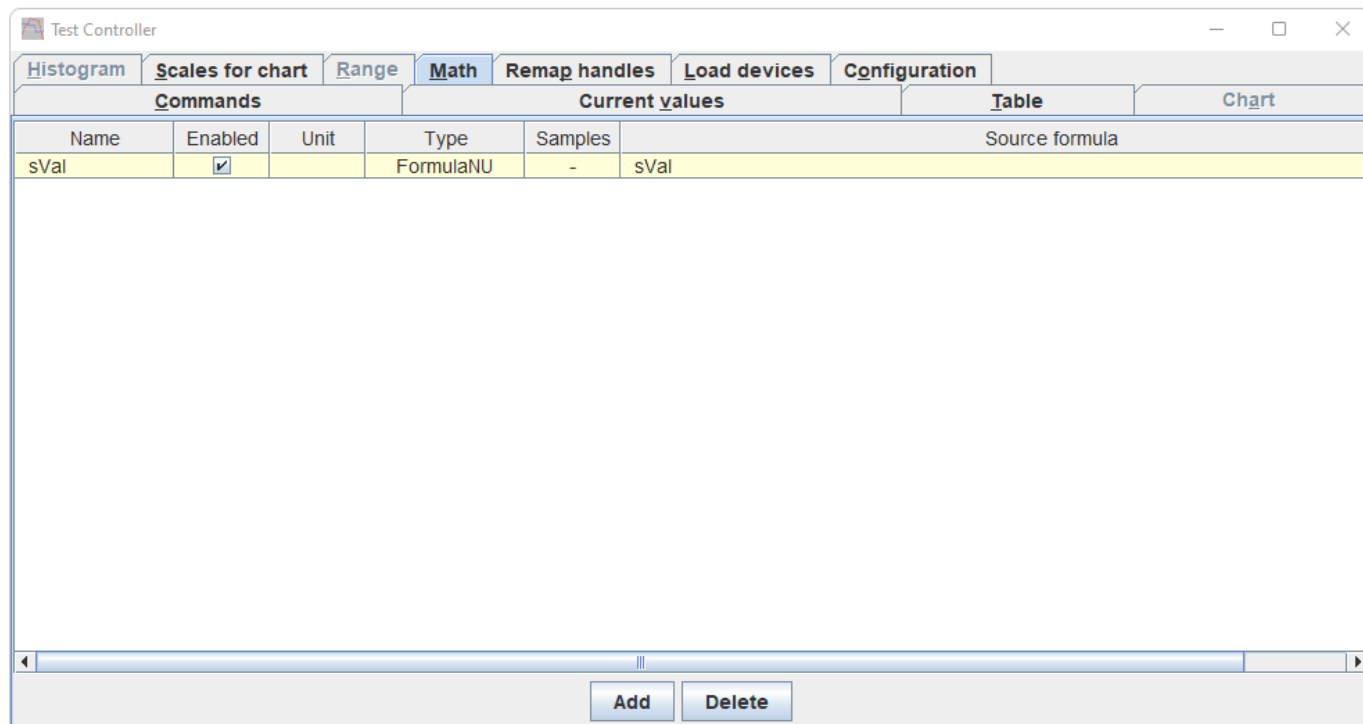 Test Controller
Histogram Scales for chart Range Math Remap handles Load devices Configuration
Commands Current values Table Chart
Name Enabled Unit Type Samples Source formula
sVal FormulaNU - sVal
Add Delete